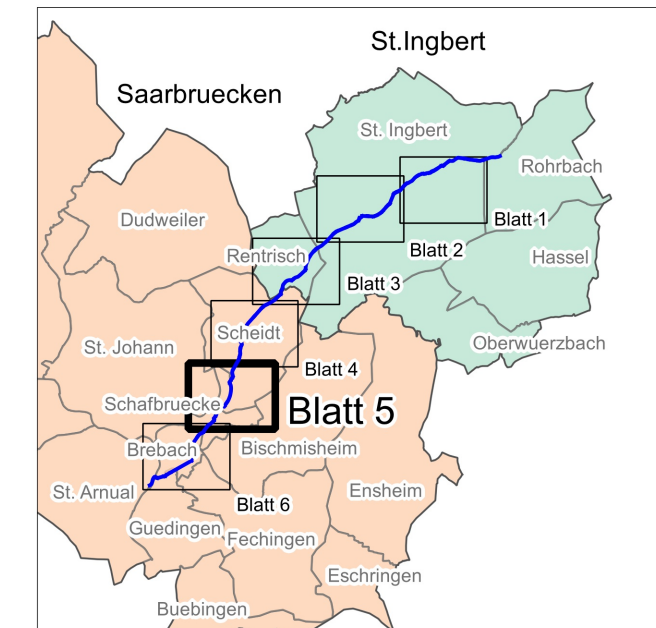 St.Ingbert
Saarbruecken
St. Ingbert
Rohrbach
Dudweiler
Blatt 1
Rentrisch
Blatt 2
Hassel
Blatt 3
Scheidt
St. Johann
Oberwuerzbach
Blatt 4
Schafbruecke
Blatt 5
Brebach
Bischmisheim
St. Arnual
Ensheim
Blatt 6
Guedingen
Fechingen
Eschringen
Buebingen